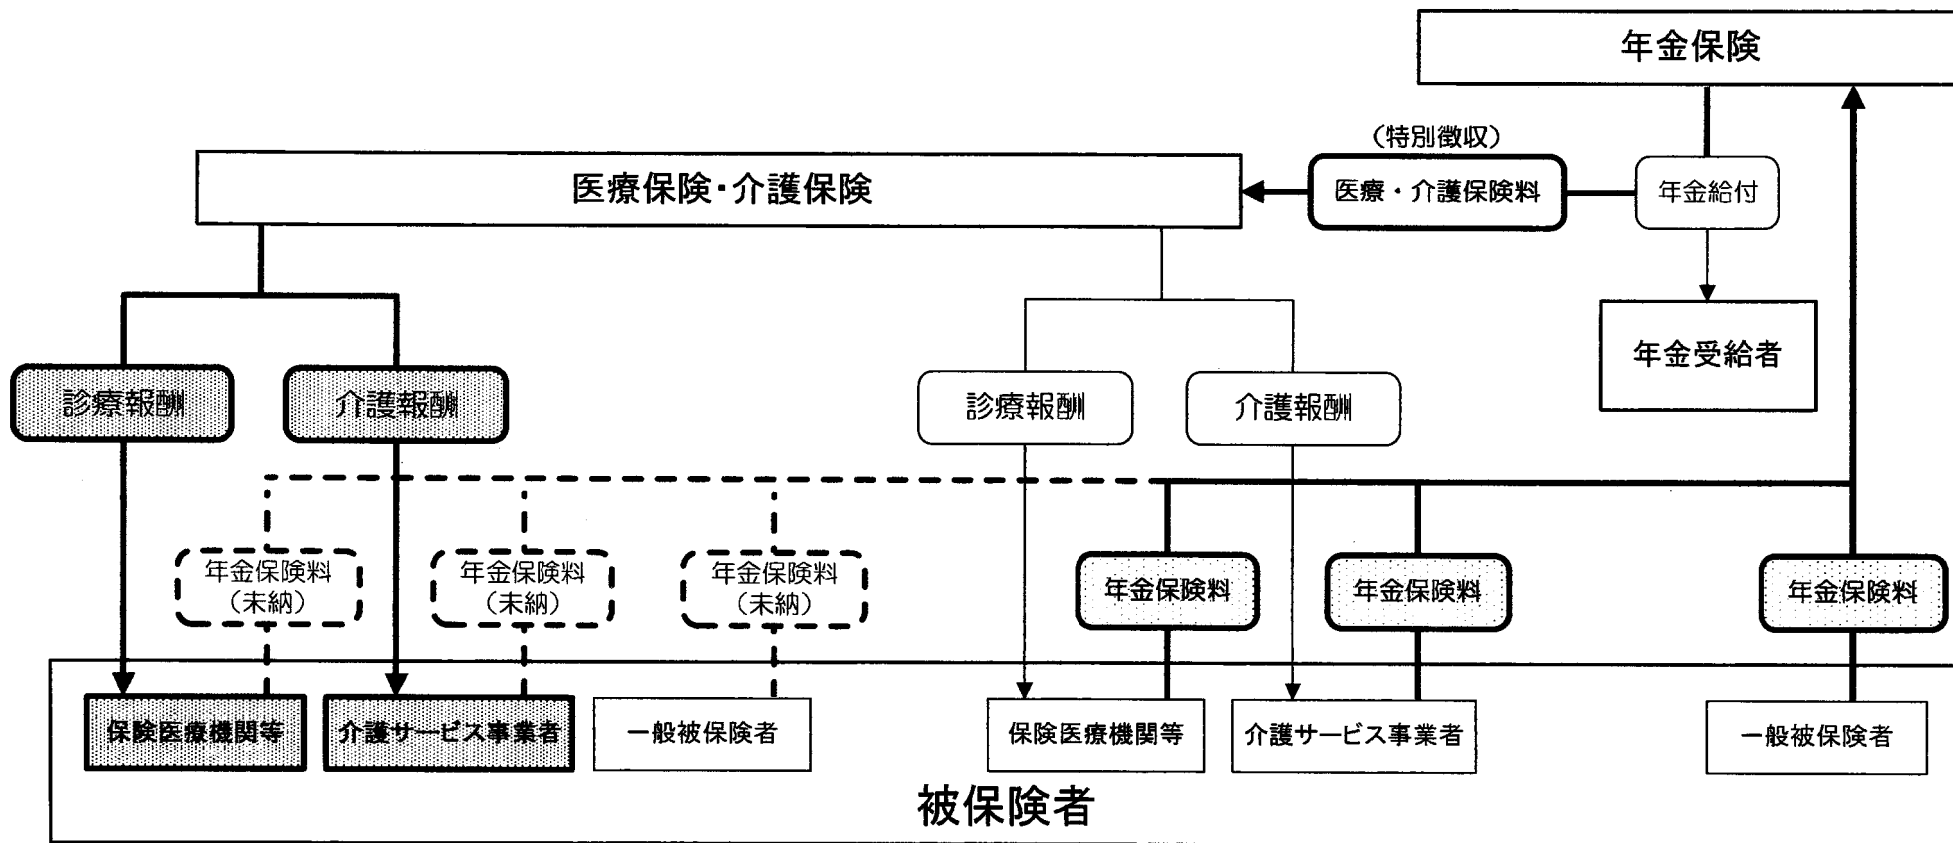 年金保険
(特別徴収)
医療保険・介護保険
医療・介護保険料
年金給付
年金受給者
診療報酬
介護報酬
診療報酬
介護報酬
年金保険料
(未納)
年金保険料
(未納)
年金保険料
(未納)
年金保険料
年金保険料
年金保険料
保険医療機関等
介護サービス事業者
一般被保険者
保険医療機関等
介護サービス事業者
一般被保険者
被保険者